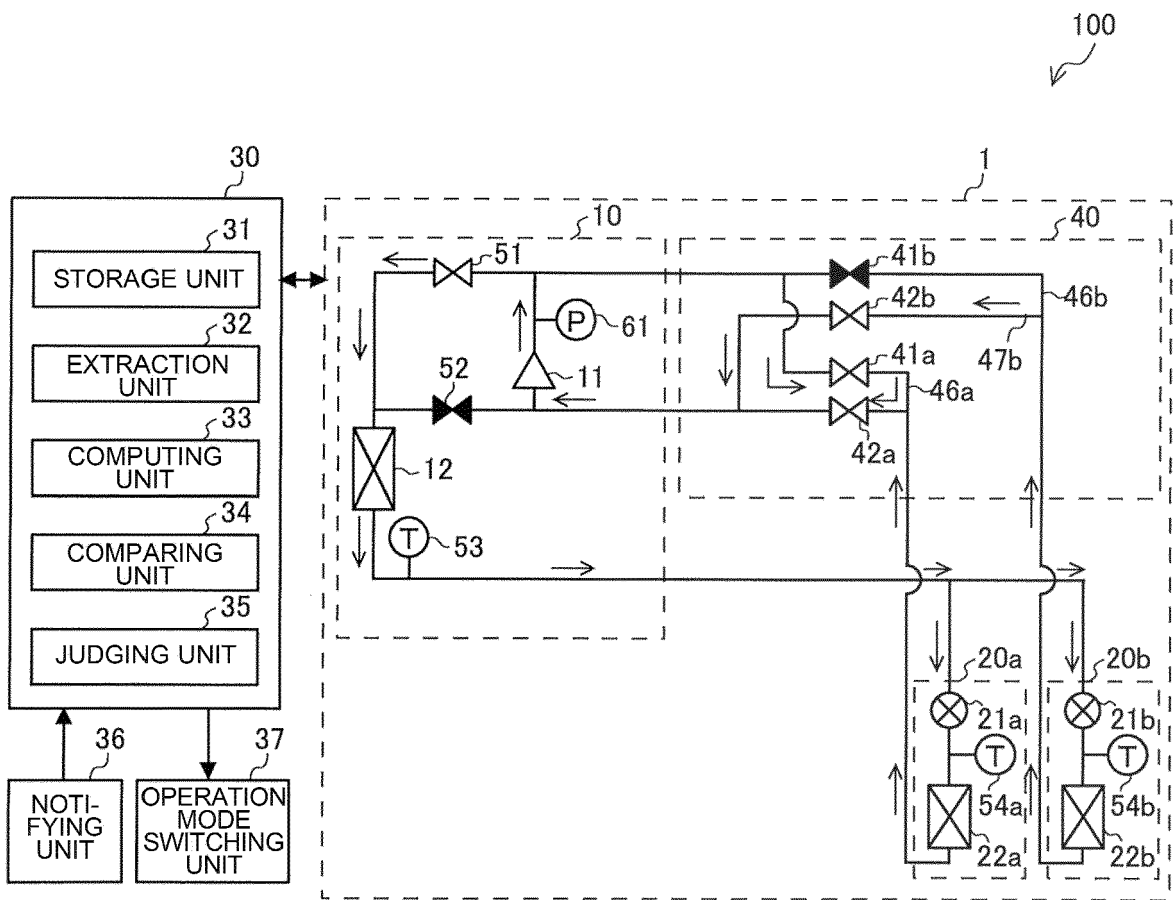 100
30
31
STORAGE UNIT
32
EXTRACTION
UNIT
33
COMPUTING
UNIT
34
COMPARING
UNIT
35
JUDGING UNIT
36
NOTI-
FYING
UNIT
37
OPERATION
MODE
SWITCHING
UNIT
1
10
40
51
41b
46b
42b
P
61
47b
52
11
41a
46a
12
42a
T
53
20a
20b
21a
21b
T
T
54a
54b
22a
22b